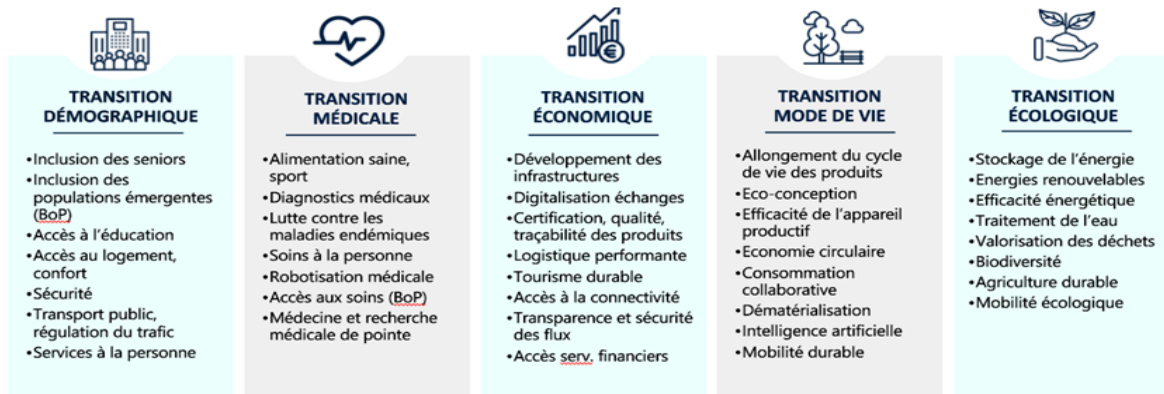 TRANSITION
DÉMOGRAPHIQUE
•Inclusion des seniors
•Inclusion des
populations émergentes
(BoP)
•Accès à l'éducation
•Accès au logement,
confort
•Sécurité
•Transport public,
régulation du trafic
•Services à la personne
TRANSITION
MÉDICALE
•Alimentation saine,
sport
•Diagnostics médicaux
•Lutte contre les
maladies endémiques
•Soins à la personne
•Robotisation médicale
•Accès aux soins (BoP)
•Médecine et recherche
médicale de pointe
TRANSITION
ÉCONOMIQUE
•Développement des
infrastructures
•Digitalisation échanges
•Certification, qualité,
traçabilité des produits
•Logistique performante
•Tourisme durable
•Accès à la connectivité
•Transparence et sécurité
des flux
•Accès serv. financiers
TRANSITION
MODE DE VIE
•Allongement du cycle
de vie des produits
•Eco-conception
•Efficacité de l'appareil
productif
•Economie circulaire
•Consommation
collaborative
•Dématérialisation
•Intelligence artificielle
•Mobilité durable
TRANSITION
ÉCOLOGIQUE
•Stockage de l'énergie
•Energies renouvelables
•Efficacité énergétique
•Traitement de l'eau
•Valorisation des déchets
•Biodiversité
•Agriculture durable
•Mobilité écologique